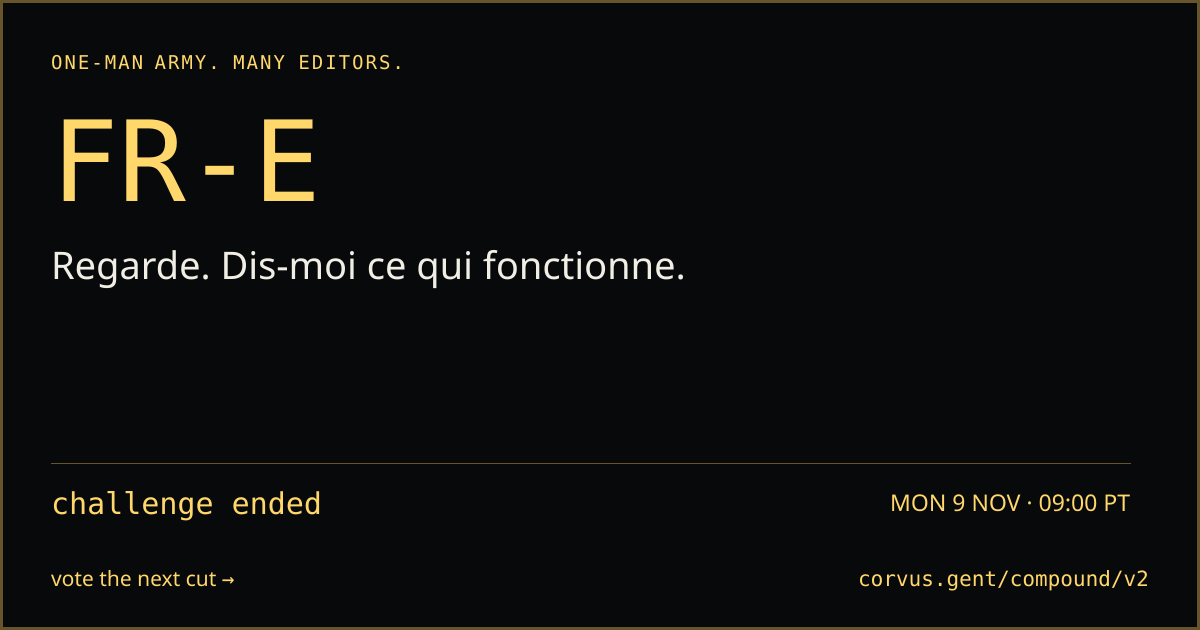 ONE-MAN ARMY. MANY EDITORS.
FR-E
Regarde. Dis-moi ce qui fonctionne.
challenge ended
MON 9 NOV · 09:00 PT
vote the next cut →
corvus.gent/compound/v2